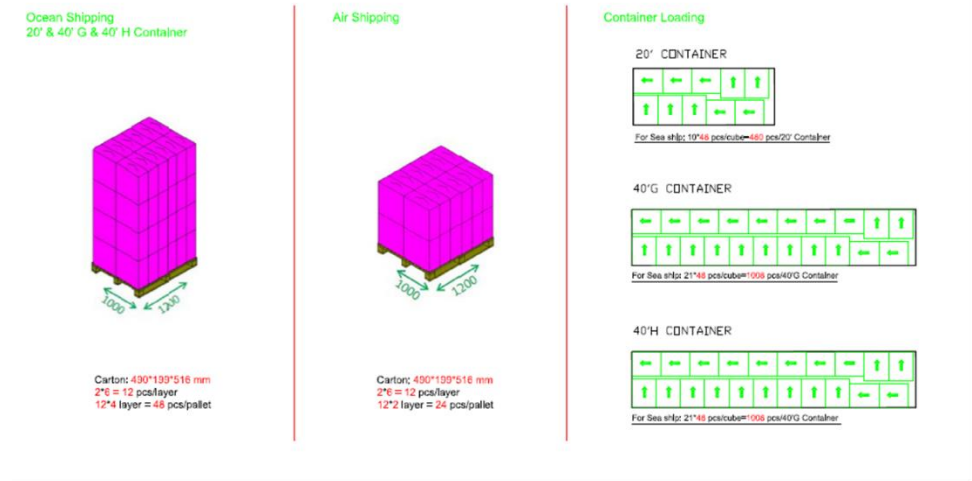 Ocean Shipping
20' & 40' G & 40' H Container
1000
1200
Carton: 490*199*516 mm
2*6 = 12 pcs/layer
12*4 layer = 48 pcs/pallet
Air Shipping
1000
1200
Carton: 490*199*516 mm
2*6 = 12 pcs/layer
12*2 layer = 24 pcs/pallet
Container Loading
20' CONTAINER
For Sea ship: 10*48 pcs/cube=480 pcs/20' Container
40'G CONTAINER
For Sea ship: 21*48 pcs/cube=1008 pcs/40'G Container
40'H CONTAINER
For Sea ship: 21*48 pcs/cube=1008 pcs/40'G Container